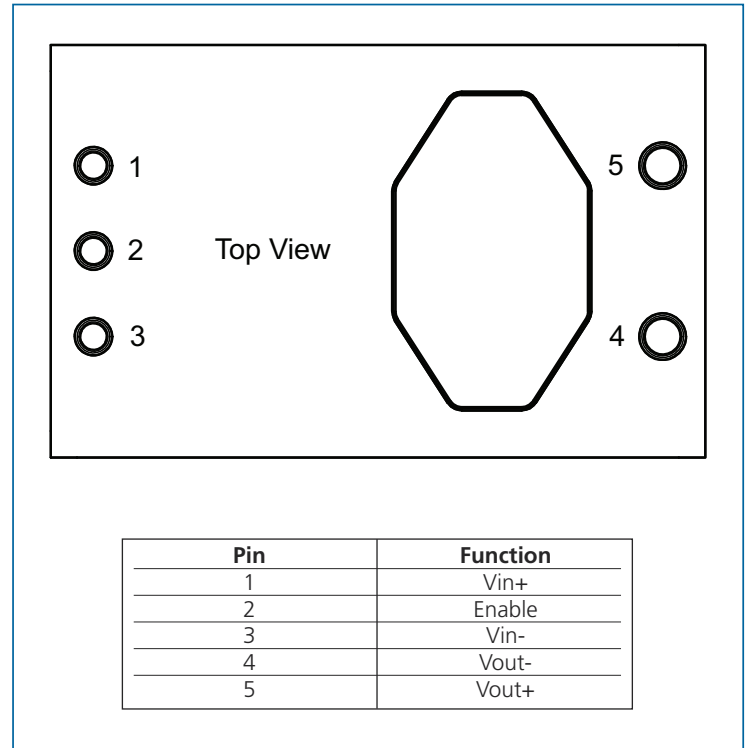 1
5
2
Top View
3
4
Pin Function
1 Vin+
2 Enable
3 Vin-
4 Vout-
5 Vout+